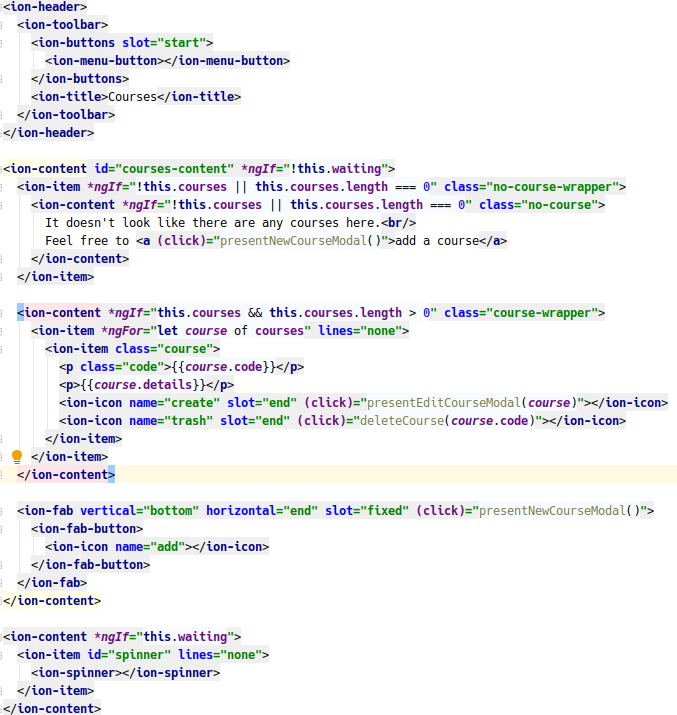 <ion-header>
  <ion-toolbar>
    <ion-buttons slot="start">
      <ion-menu-button></ion-menu-button>
    </ion-buttons>
    <ion-title>Courses</ion-title>
  </ion-toolbar>
</ion-header>

<ion-content id="courses-content" *ngIf="!this.waiting">
  <ion-item *ngIf="!this.courses || this.courses.length === 0" class="no-course-wrapper">
    <ion-content *ngIf="!this.courses || this.courses.length === 0" class="no-course">
      It doesn't look like there are any courses here.<br/>
      Feel free to <a (click)="presentNewCourseModal()">add a course</a>
    </ion-content>
  </ion-item>

  <ion-content *ngIf="this.courses && this.courses.length > 0" class="course-wrapper">
    <ion-item *ngFor="let course of courses" lines="none">
      <ion-item class="course">
        <p class="code">{{course.code}}</p>
        <p>{{course.details}}</p>
        <ion-icon name="create" slot="end" (click)="presentEditCourseModal(course)"></ion-icon>
        <ion-icon name="trash" slot="end" (click)="deleteCourse(course.code)"></ion-icon>
      </ion-item>
    </ion-item>
  </ion-content>

  <ion-fab vertical="bottom" horizontal="end" slot="fixed" (click)="presentNewCourseModal()">
    <ion-fab-button>
      <ion-icon name="add"></ion-icon>
    </ion-fab-button>
  </ion-fab>
</ion-content>

<ion-content *ngIf="this.waiting">
  <ion-item id="spinner" lines="none">
    <ion-spinner></ion-spinner>
  </ion-item>
</ion-content>